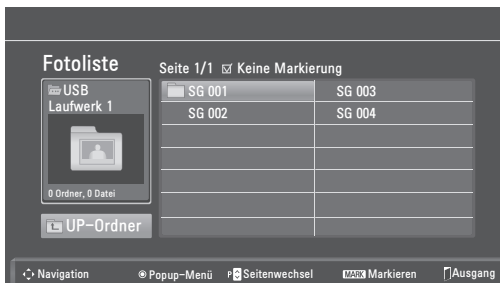 Fotoliste
Seite 1/1 ☑ Keine Markierung
USB
Laufwerk 1
0 Ordner, 0 Datei
UP-Ordner
SG 001
SG 002
SG 003
SG 004
Navigation
Popup-Menü
P Seitenwechsel
MARK Markieren
Ausgang